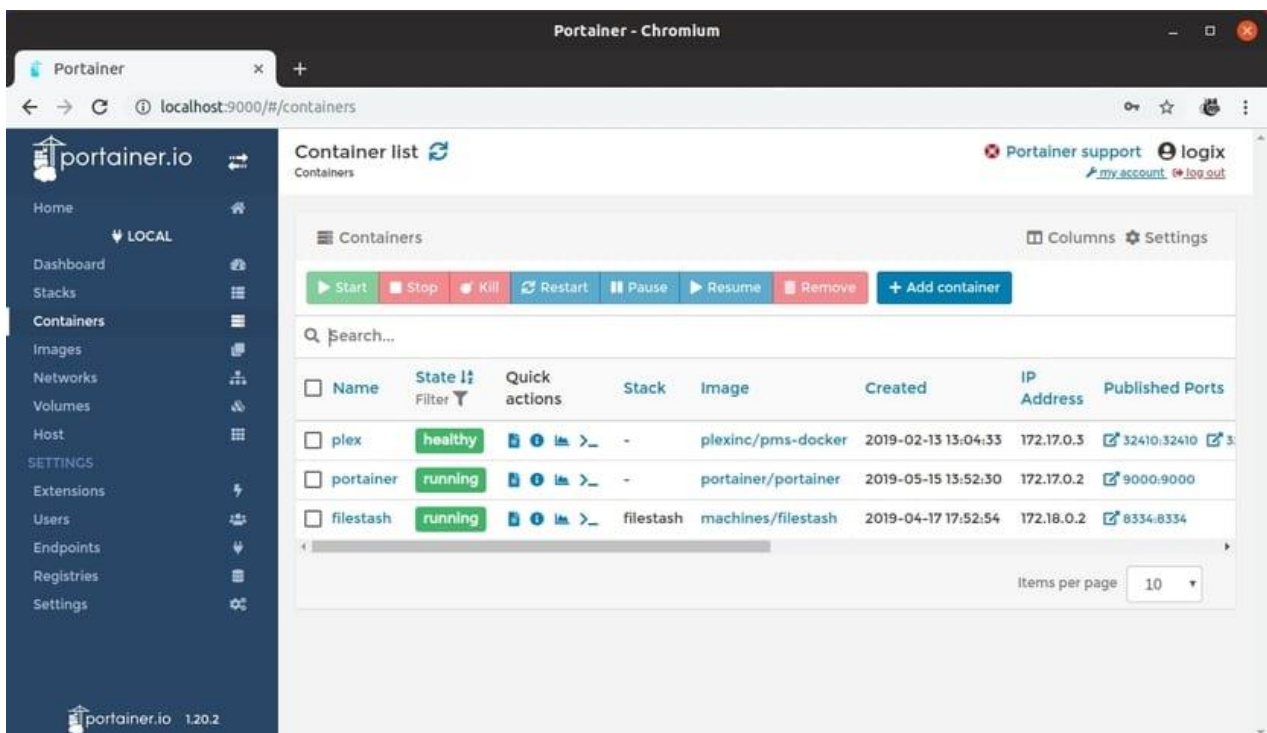 Portainer - Chromium
Portainer
localhost:9000/#/containers
portainer.io
Container list
Portainer support logix
Containers
my account log out
Home
LOCAL
Dashboard
Stacks
Containers
Images
Networks
Volumes
Host
SETTINGS
Extensions
Users
Endpoints
Registries
Settings
portainer.io 1.20.2
Containers
Columns Settings
Start Stop Kill Restart Pause Resume Remove + Add container
Search...
Name State Filter Quick actions Stack Image Created IP Address Published Ports
plex healthy - plexinc/pms-docker 2019-02-13 13:04:33 172.17.0.3 32410:32410
portainer running - portainer/portainer 2019-05-15 13:52:30 172.17.0.2 9000:9000
filestash running filestash machines/filestash 2019-04-17 17:52:54 172.18.0.2 8334:8334
Items per page 10